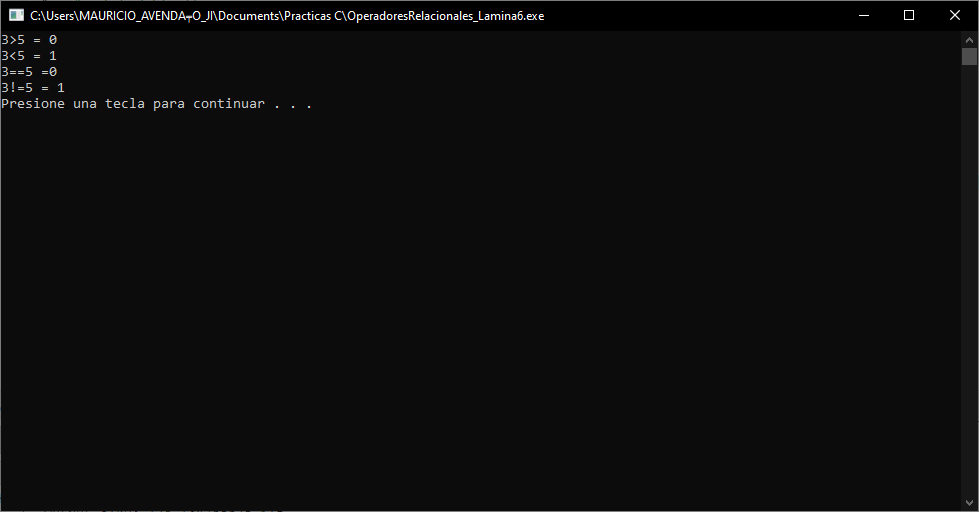 C:\Users\MAURICIO_AVENDA╤O_JI\Documents\Practicas C\OperadoresRelacionales_Lamina6.exe
3>5 = 0
3<5 = 1
3==5 =0
3!=5 = 1
Presione una tecla para continuar . . .